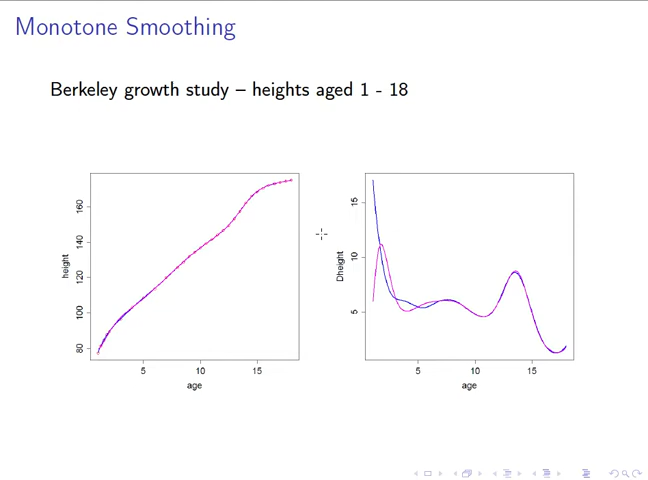 Monotone Smoothing
Berkeley growth study – heights aged 1 - 18
height
80
100
120
140
160
5
10
15
age
Dheight
5
10
15
5
10
15
age